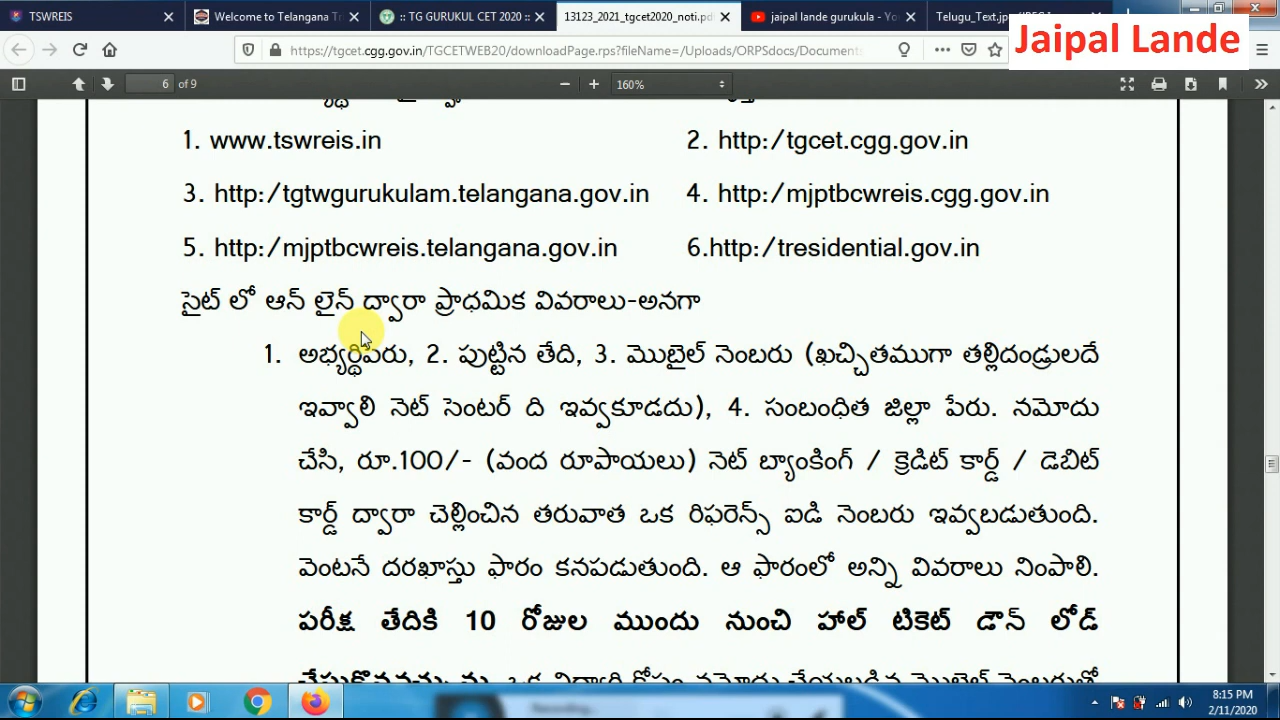 TSWREIS
Welcome to Telangana Tr
:: TG GURUKUL CET 2020 ::
13123_2021_tgcet2020_noti.pd
jaipal lande gurukula - Yo
https://tgcet.cgg.gov.in/TGCETWEB20/downloadPage.rps?fileName=/Uploads/ORPSdocs/Documents
Jaipal Lande
6 of 9
160%
1. www.tswreis.in 2. http:/tgcet.cgg.gov.in
3. http:/tgtwgurukulam.telangana.gov.in 4. http:/mjptbcwreis.cgg.gov.in
5. http:/mjptbcwreis.telangana.gov.in 6.http:/tresidential.gov.in
సైట్ లో ఆన్ లైన్ ద్వారా ప్రాధమిక వివరాలు-అనగా
1. అభ్యర్థిపేరు, 2. పుట్టిన తేది, 3. మొబైల్ నెంబరు (ఖచ్చితముగా తల్లిదండ్రులదే
ఇవ్వాలి నెట్ సెంటర్ ది ఇవ్వకూడదు), 4. సంబంధిత జిల్లా పేరు. నమోదు
చేసి, రూ.100/- (వంద రూపాయలు) నెట్ బ్యాంకింగ్ / క్రెడిట్ కార్డ్ / డెబిట్
కార్డ్ ద్వారా చెల్లించిన తరువాత ఒక రిఫరెన్స్ ఐడి నెంబరు ఇవ్వబడుతుంది.
వెంటనే దరఖాస్తు ఫారం కనపడుతుంది. ఆ ఫారంలో అన్ని వివరాలు నింపాలి.
పరీక్ష తేదికి 10 రోజుల ముందు నుంచి హాల్ టికెట్ డౌన్ లోడ్
8:15 PM
2/11/2020